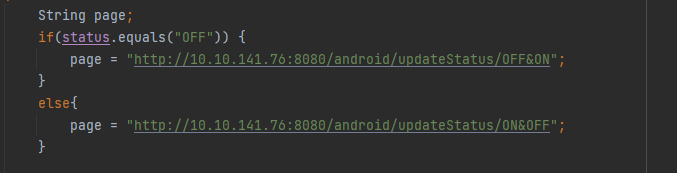 String page;
if(status.equals("OFF")) {
page = "http://10.10.141.76:8080/android/updateStatus/OFF&ON";
}
else{
page = "http://10.10.141.76:8080/android/updateStatus/ON&OFF";
}